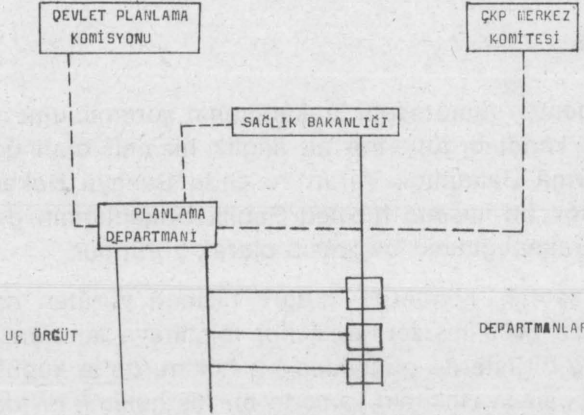 DEVLET PLANLAMA
KOMİSYONU
ÇKP MERKEZ
KOMİTESİ
SAĞLIK BAKANLIĞI
PLANLAMA
DEPARTMANI
UÇ ÖRGÜT
DEPARTMANLAR